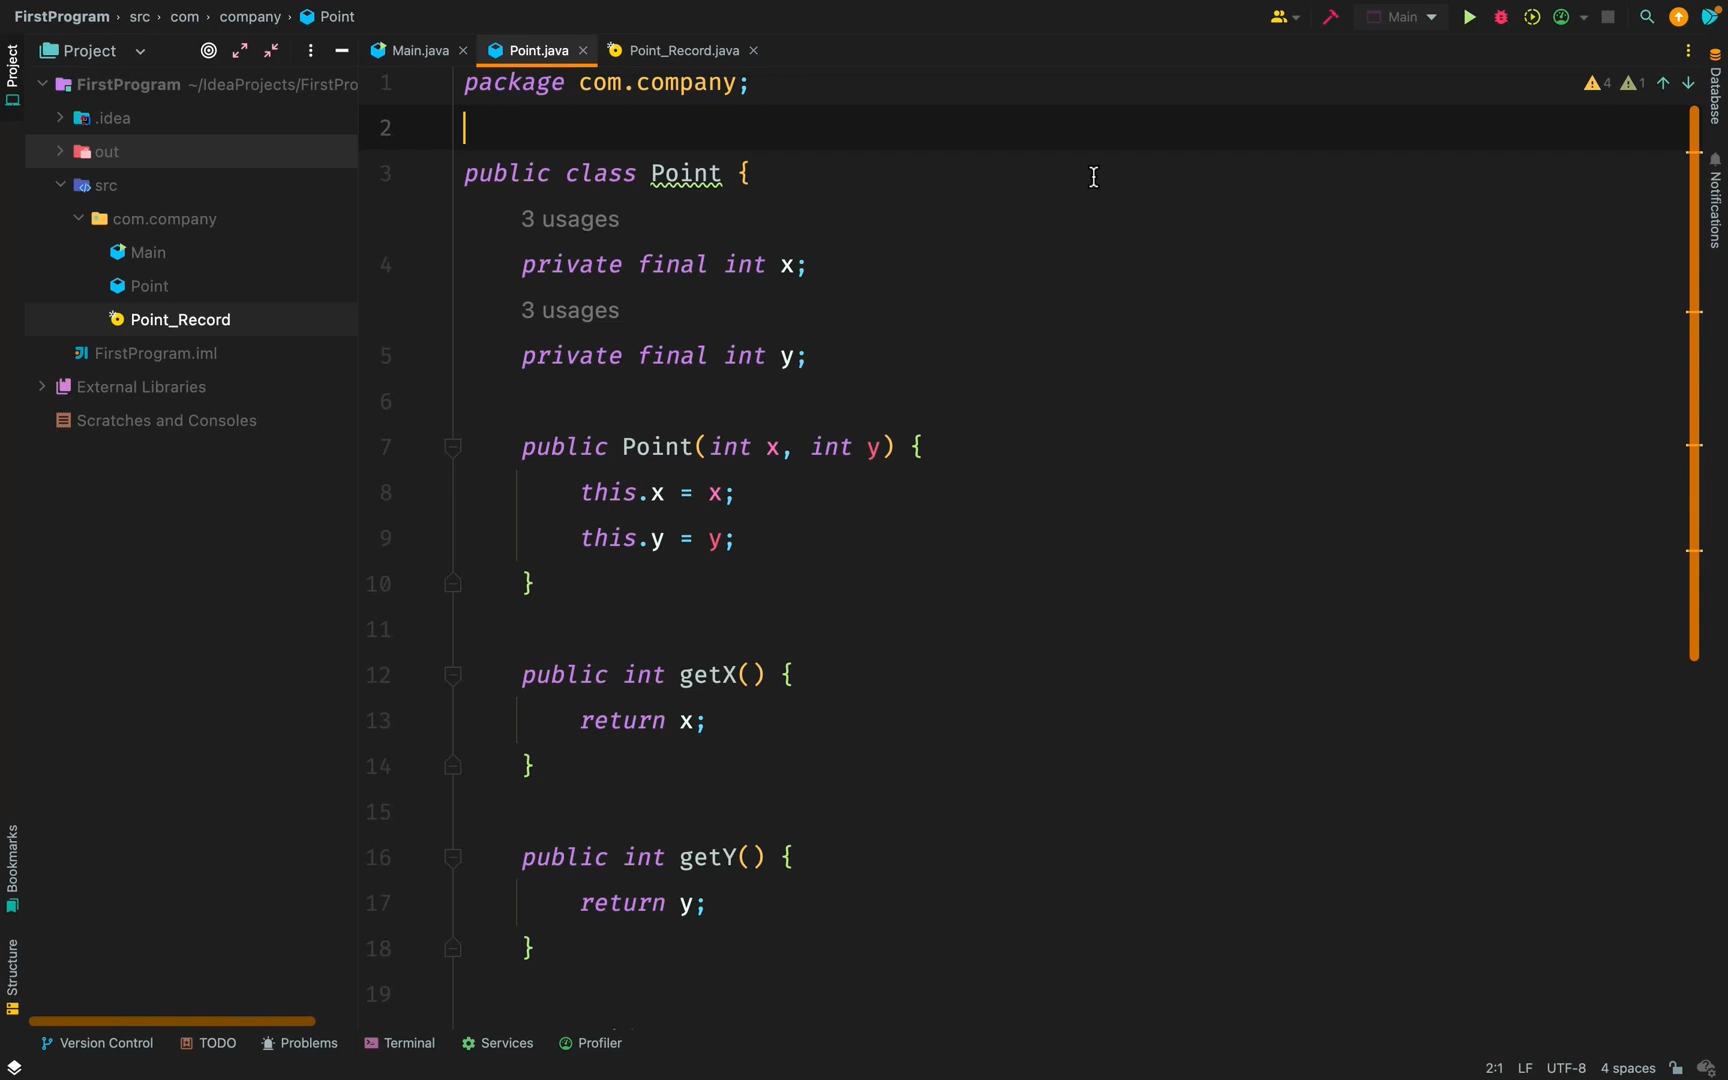 FirstProgram › src › com › company › Point
Main
Project
Main.java
Point.java
Point_Record.java
Project
FirstProgram ~/IdeaProjects/FirstPro
.idea
out
src
com.company
Main
Point
Point_Record
FirstProgram.iml
External Libraries
Scratches and Consoles
4
1
1 package com.company;
2
3 public class Point {
3 usages
4 private final int x;
3 usages
5 private final int y;
6
7 public Point(int x, int y) {
8 this.x = x;
9 this.y = y;
10 }
11
12 public int getX() {
13 return x;
14 }
15
16 public int getY() {
17 return y;
18 }
19
Database
Notifications
Bookmarks
Structure
Version Control
TODO
Problems
Terminal
Services
Profiler
2:1 LF UTF-8 4 spaces